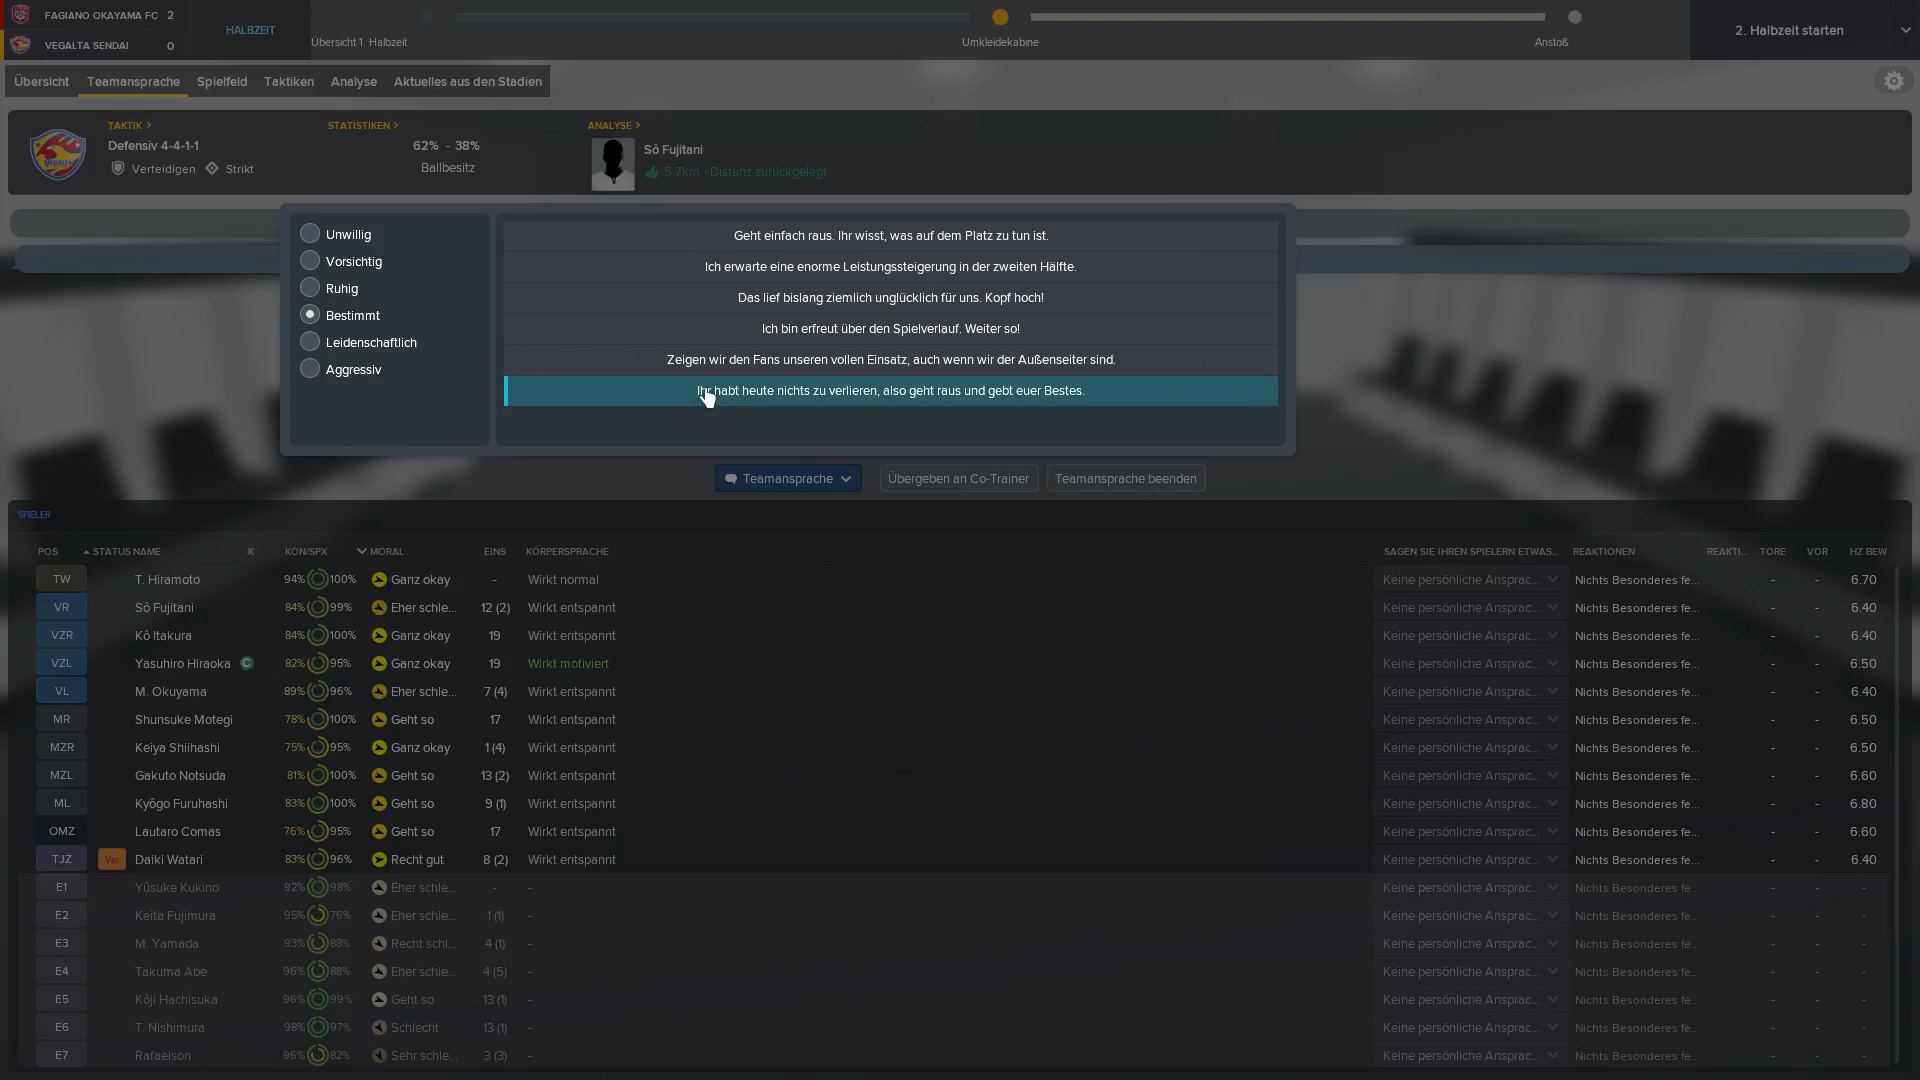 FAGIANO OKAYAMA FC 2
VEGALTA SENDAI 0
HALBZEIT
Übersicht 1. Halbzeit
Umkleidekabine
Anstoß
2. Halbzeit starten
Übersicht Teamansprache Spielfeld Taktiken Analyse Aktuelles aus den Stadien
TAKTIK >
Defensiv 4-4-1-1
Verteidigen Strikt
STATISTIKEN >
62% - 38%
Ballbesitz
ANALYSE >
Sô Fujitani
5.7km - Distanz zurückgelegt
Unwillig
Vorsichtig
Ruhig
Bestimmt
Leidenschaftlich
Aggressiv
Geht einfach raus. Ihr wisst, was auf dem Platz zu tun ist.
Ich erwarte eine enorme Leistungssteigerung in der zweiten Hälfte.
Das lief bislang ziemlich unglücklich für uns. Kopf hoch!
Ich bin erfreut über den Spielverlauf. Weiter so!
Zeigen wir den Fans unseren vollen Einsatz, auch wenn wir der Außenseiter sind.
Ihr habt heute nichts zu verlieren, also geht raus und gebt euer Bestes.
Teamansprache Übergeben an Co-Trainer Teamansprache beenden
SPIELER
POS STATUS NAME K KON/SPX MORAL EINS KÖRPERSPRACHE SAGEN SIE IHREN SPIELERN ETWAS... REAKTIONEN REAKTI... TORE VOR HZ BEW
TW T. Hiramoto 94% 100% Ganz okay - Wirkt normal Keine persönliche Ansprac... Nichts Besonderes fe... - - 6.70
VR Sô Fujitani 84% 99% Eher schle... 12 (2) Wirkt entspannt Keine persönliche Ansprac... Nichts Besonderes fe... - - 6.40
VZR Kô Itakura 84% 100% Ganz okay 19 Wirkt entspannt Keine persönliche Ansprac... Nichts Besonderes fe... - - 6.40
VZL Yasuhiro Hiraoka C 82% 95% Ganz okay 19 Wirkt motiviert Keine persönliche Ansprac... Nichts Besonderes fe... - - 6.50
VL M. Okuyama 89% 96% Eher schle... 7 (4) Wirkt entspannt Keine persönliche Ansprac... Nichts Besonderes fe... - - 6.40
MR Shunsuke Motegi 78% 100% Geht so 17 Wirkt entspannt Keine persönliche Ansprac... Nichts Besonderes fe... - - 6.50
MZR Keiya Shiihashi 75% 95% Ganz okay 1 (4) Wirkt entspannt Keine persönliche Ansprac... Nichts Besonderes fe... - - 6.50
MZL Gakuto Notsuda 81% 100% Geht so 13 (2) Wirkt entspannt Keine persönliche Ansprac... Nichts Besonderes fe... - - 6.60
ML Kyôgo Furuhashi 83% 100% Geht so 9 (1) Wirkt entspannt Keine persönliche Ansprac... Nichts Besonderes fe... - - 6.80
OMZ Lautaro Comas 76% 95% Geht so 17 Wirkt entspannt Keine persönliche Ansprac... Nichts Besonderes fe... - - 6.60
TJZ Ver Daiki Watari 83% 96% Recht gut 8 (2) Wirkt entspannt Keine persönliche Ansprac... Nichts Besonderes fe... - - 6.40
E1 Yûsuke Kukino 92% 98% Eher schle... - - Keine persönliche Ansprac... Nichts Besonderes fe... - - -
E2 Keita Fujimura 95% 76% Eher schle... 1 (1) - Keine persönliche Ansprac... Nichts Besonderes fe... - - -
E3 M. Yamada 93% 88% Recht schl... 4 (1) - Keine persönliche Ansprac... Nichts Besonderes fe... - - -
E4 Takuma Abe 96% 88% Eher schle... 4 (5) - Keine persönliche Ansprac... Nichts Besonderes fe... - - -
E5 Kôji Hachisuka 96% 99% Geht so 13 (1) - Keine persönliche Ansprac... Nichts Besonderes fe... - - -
E6 T. Nishimura 98% 97% Schlecht 13 (1) - Keine persönliche Ansprac... Nichts Besonderes fe... - - -
E7 Rafaelson 96% 82% Sehr schle... 3 (3) - Keine persönliche Ansprac... Nichts Besonderes fe... - - -